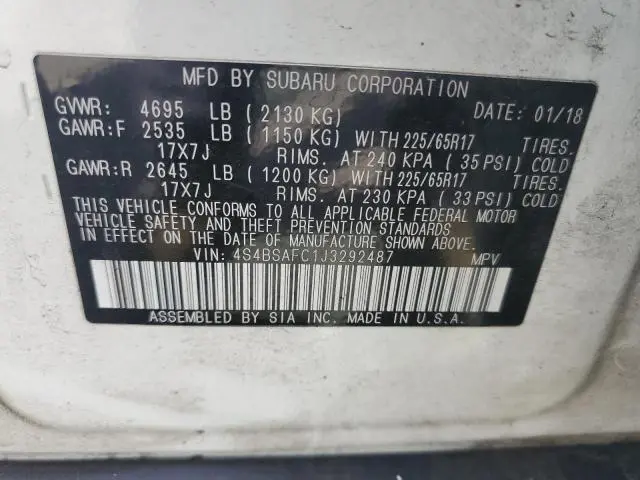 MFD BY SUBARU CORPORATION
GVWR: 4695 LB ( 2130 KG) DATE: 01/18
GAWR:F 2535 LB ( 1150 KG) WITH 225/65R17 TIRES.
17X7J RIMS. AT 240 KPA ( 35 PSI) COLD
GAWR:R 2645 LB ( 1200 KG) WITH 225/65R17 TIRES.
17X7J RIMS. AT 230 KPA ( 33 PSI) COLD
THIS VEHICLE CONFORMS TO ALL APPLICABLE FEDERAL MOTOR
VEHICLE SAFETY AND THEFT PREVENTION STANDARDS IN
EFFECT ON THE DATE OF MANUFACTURE SHOWN ABOVE.
VIN: 4S4BSAFC1J3292487 MPV
ASSEMBLED BY SIA INC. MADE IN U.S.A.